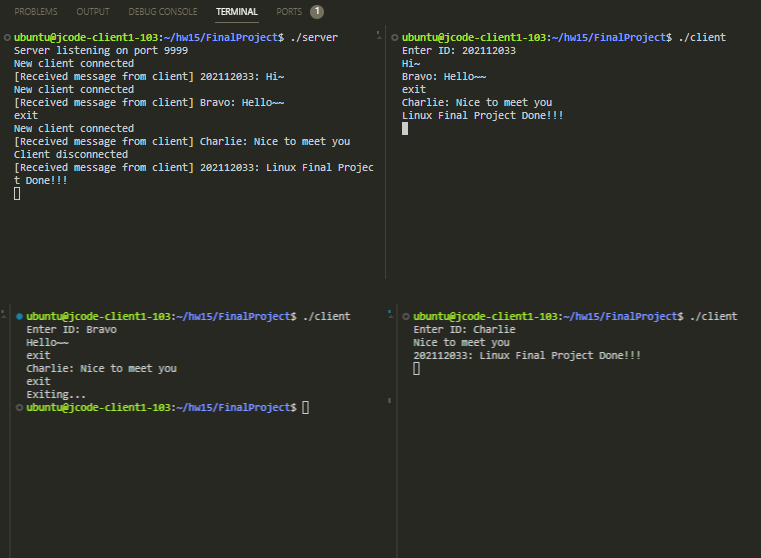 PROBLEMS OUTPUT DEBUG CONSOLE TERMINAL PORTS 1
ubuntu@jcode-client1-103:~/hw15/FinalProject$ ./server
Server listening on port 9999
New client connected
[Received message from client] 202112033: Hi~
New client connected
[Received message from client] Bravo: Hello~~
exit
New client connected
[Received message from client] Charlie: Nice to meet you
Client disconnected
[Received message from client] 202112033: Linux Final Projec
t Done!!!
ubuntu@jcode-client1-103:~/hw15/FinalProject$ ./client
Enter ID: 202112033
Hi~
Bravo: Hello~~
exit
Charlie: Nice to meet you
Linux Final Project Done!!!
ubuntu@jcode-client1-103:~/hw15/FinalProject$ ./client
Enter ID: Bravo
Hello~~
exit
Charlie: Nice to meet you
exit
Exiting...
ubuntu@jcode-client1-103:~/hw15/FinalProject$
ubuntu@jcode-client1-103:~/hw15/FinalProject$ ./client
Enter ID: Charlie
Nice to meet you
202112033: Linux Final Project Done!!!